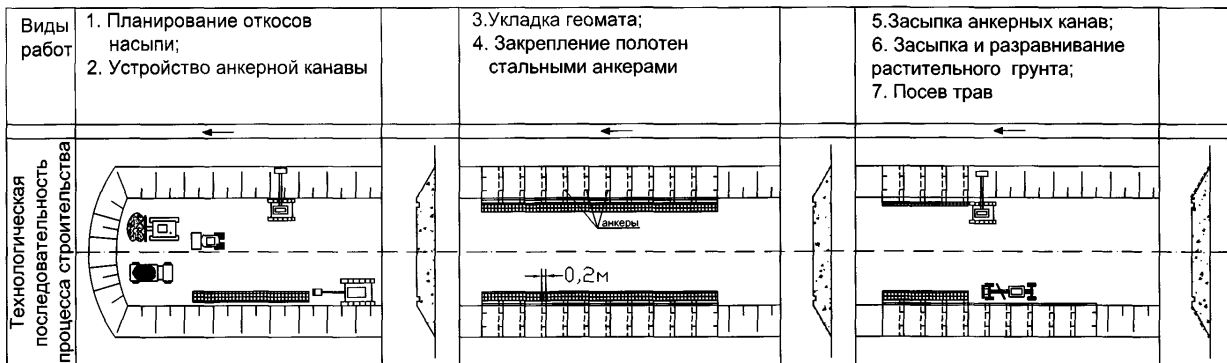 Виды
работ
1. Планирование откосов
насыпи;
2. Устройство анкерной канавы
3.Укладка геомата;
4. Закрепление полотен
стальными анкерами
5.Засыпка анкерных канав;
6. Засыпка и разравнивание
растительного грунта;
7. Посев трав
Технологическая
последовательность
процесса строительства
анкеры
0,2м